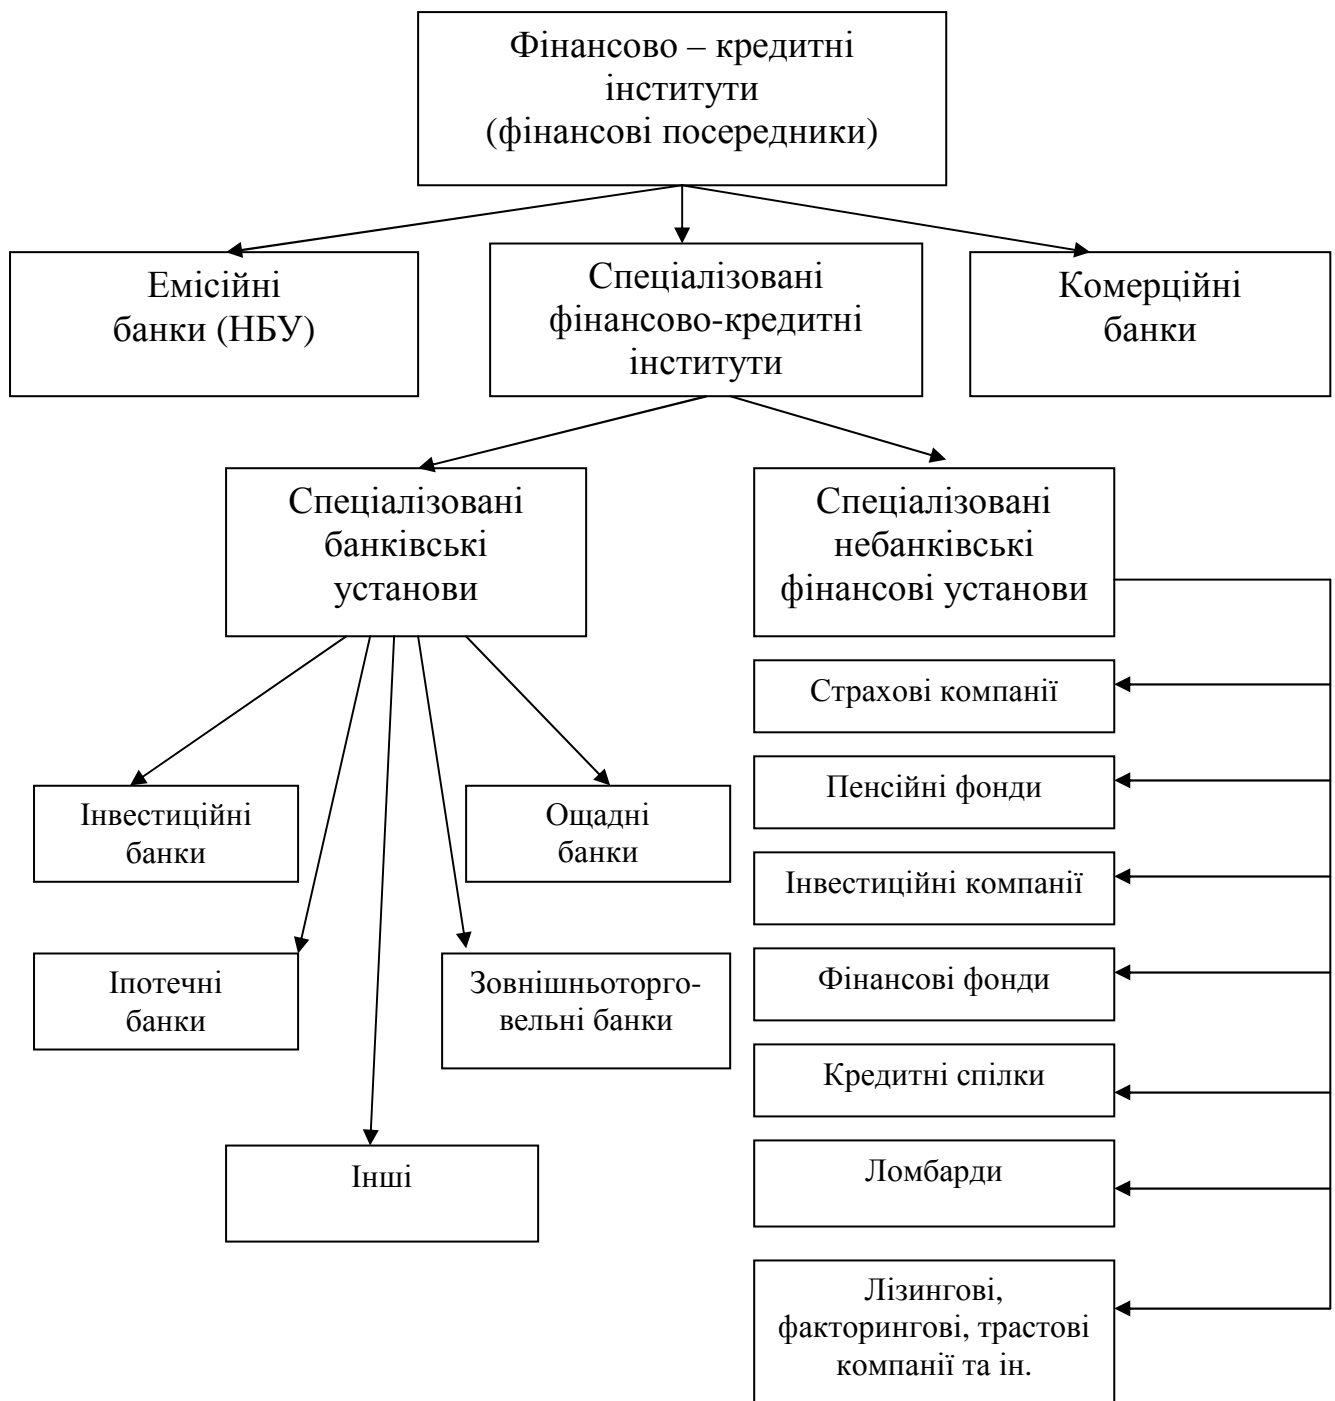 Фінансово – кредитні
інститути
(фінансові посередники)
Емісійні
банки (НБУ)
Спеціалізовані
фінансово-кредитні
інститути
Комерційні
банки
Спеціалізовані
банківські
установи
Спеціалізовані
небанківські
фінансові установи
Страхові компанії
Пенсійні фонди
Інвестиційні
банки
Ощадні
банки
Інвестиційні компанії
Іпотечні
банки
Зовнішньоторго-
вельні банки
Фінансові фонди
Кредитні спілки
Інші
Ломбарди
Лізингові,
факторингові, трастові
компанії та ін.